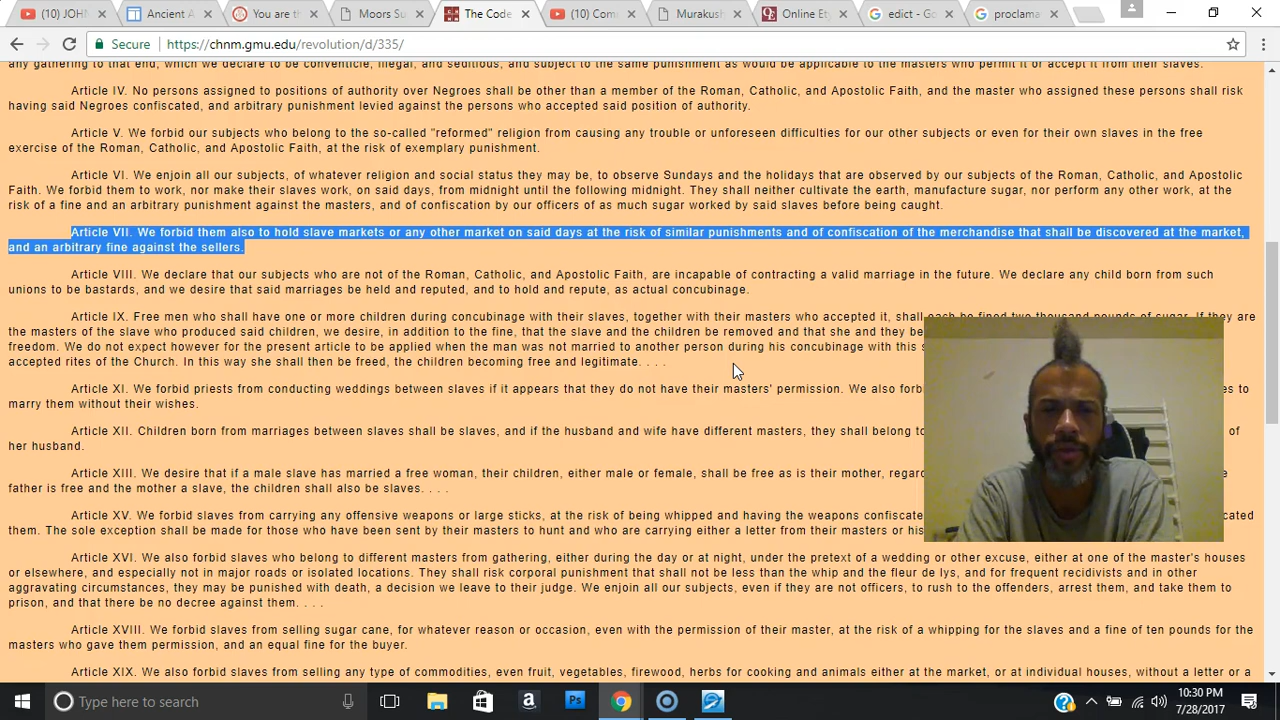 (10) JOHN
Ancient A
You are th
Moors Su
The Code
(10) Com
Murakush
Online Ety
edict - Go
proclama
Secure https://chnm.gmu.edu/revolution/d/335/
any gathering to that end, which we declare to be conventicle, illegal, and seditious, and subject to the same punishment as would be applicable to the masters who permit it or accept it from their slaves.
Article IV. No persons assigned to positions of authority over Negroes shall be other than a member of the Roman, Catholic, and Apostolic Faith, and the master who assigned these persons shall risk
having said Negroes confiscated, and arbitrary punishment levied against the persons who accepted said position of authority.
Article V. We forbid our subjects who belong to the so-called "reformed" religion from causing any trouble or unforeseen difficulties for our other subjects or even for their own slaves in the free
exercise of the Roman, Catholic, and Apostolic Faith, at the risk of exemplary punishment.
Article VI. We enjoin all our subjects, of whatever religion and social status they may be, to observe Sundays and the holidays that are observed by our subjects of the Roman, Catholic, and Apostolic
Faith. We forbid them to work, nor make their slaves work, on said days, from midnight until the following midnight. They shall neither cultivate the earth, manufacture sugar, nor perform any other work, at the
risk of a fine and an arbitrary punishment against the masters, and of confiscation by our officers of as much sugar worked by said slaves before being caught.
Article VII. We forbid them also to hold slave markets or any other market on said days at the risk of similar punishments and of confiscation of the merchandise that shall be discovered at the market,
and an arbitrary fine against the sellers.
Article VIII. We declare that our subjects who are not of the Roman, Catholic, and Apostolic Faith, are incapable of contracting a valid marriage in the future. We declare any child born from such
unions to be bastards, and we desire that said marriages be held and reputed, and to hold and repute, as actual concubinage.
Article IX. Free men who shall have one or more children during concubinage with their slaves, together with their masters who accepted it, shall each be fined two thousand pounds of sugar. If they are
the masters of the slave who produced said children, we desire, in addition to the fine, that the slave and the children be removed and that she and they be
freedom. We do not expect however for the present article to be applied when the man was not married to another person during his concubinage with this s
accepted rites of the Church. In this way she shall then be freed, the children becoming free and legitimate. . . .
Article XI. We forbid priests from conducting weddings between slaves if it appears that they do not have their masters' permission. We also forb es to
marry them without their wishes.
Article XII. Children born from marriages between slaves shall be slaves, and if the husband and wife have different masters, they shall belong to of
her husband.
Article XIII. We desire that if a male slave has married a free woman, their children, either male or female, shall be free as is their mother, regar
father is free and the mother a slave, the children shall also be slaves. . . .
Article XV. We forbid slaves from carrying any offensive weapons or large sticks, at the risk of being whipped and having the weapons confiscate cated
them. The sole exception shall be made for those who have been sent by their masters to hunt and who are carrying either a letter from their masters or his
Article XVI. We also forbid slaves who belong to different masters from gathering, either during the day or at night, under the pretext of a wedding or other excuse, either at one of the master's houses
or elsewhere, and especially not in major roads or isolated locations. They shall risk corporal punishment that shall not be less than the whip and the fleur de lys, and for frequent recidivists and in other
aggravating circumstances, they may be punished with death, a decision we leave to their judge. We enjoin all our subjects, even if they are not officers, to rush to the offenders, arrest them, and take them to
prison, and that there be no decree against them. . . .
Article XVIII. We forbid slaves from selling sugar cane, for whatever reason or occasion, even with the permission of their master, at the risk of a whipping for the slaves and a fine of ten pounds for the
masters who gave them permission, and an equal fine for the buyer.
Article XIX. We also forbid slaves from selling any type of commodities, even fruit, vegetables, firewood, herbs for cooking and animals either at the market, or at individual houses, without a letter or a
Type here to search
10:30 PM
7/28/2017